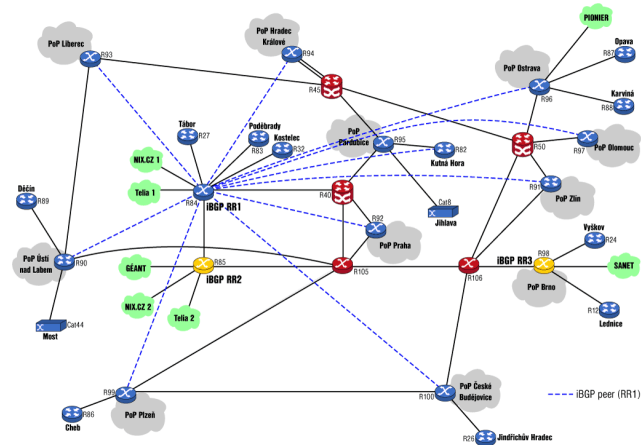 PIONIER
Opava
R87
PoP Liberec
R93
PoP Hradec
Králové
R94
PoP Ostrava
R96
Karviná
R88
R45
Tábor
R27
Poděbrady
R83
Kostelec
R32
PoP
Pardubice
R95
R82
Kutná Hora
R50
R97
PoP Olomouc
NIX.CZ 1
Telia 1
R84
iBGP RR1
R40
R91
PoP Zlín
Děčín
R89
Cat8
Jihlava
R92
PoP Praha
Vyškov
R24
PoP Ústí
nad Labem
R90
GÉANT
R85
iBGP RR2
R105
R106
iBGP RR3
R98
PoP Brno
SANET
NIX.CZ 2
Telia 2
Cat44
Most
R12
Lednice
R99
PoP Plzeň
R86
Cheb
R100
PoP České
Budějovice
R26
Jindřichův Hradec
iBGP peer (RR1)